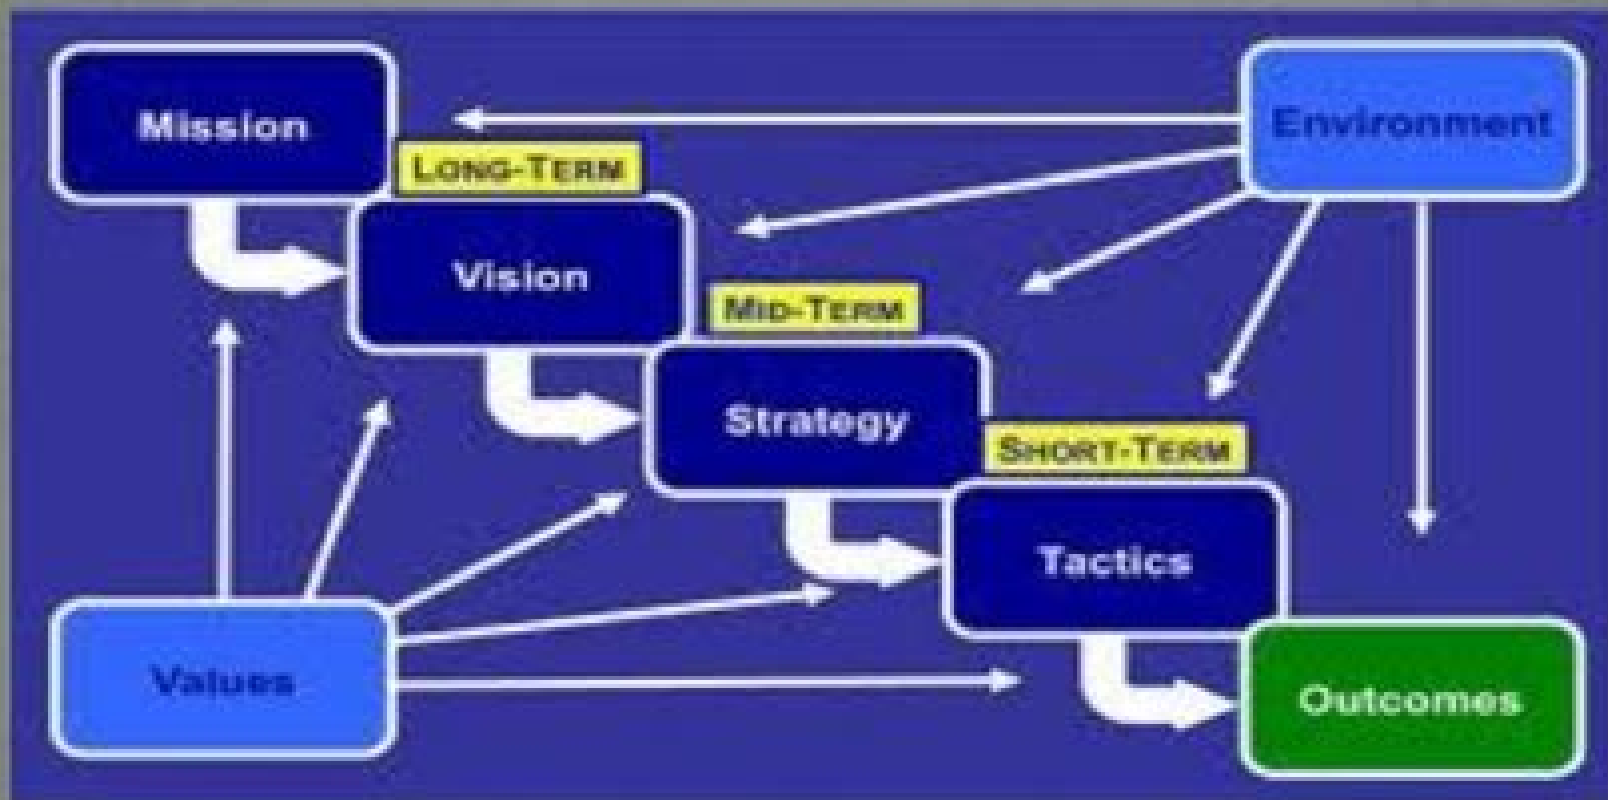 Mission
Environment
LONG-TERM
Vision
MID-TERM
Strategy
SHORT-TERM
Tactics
Values
Outcomes